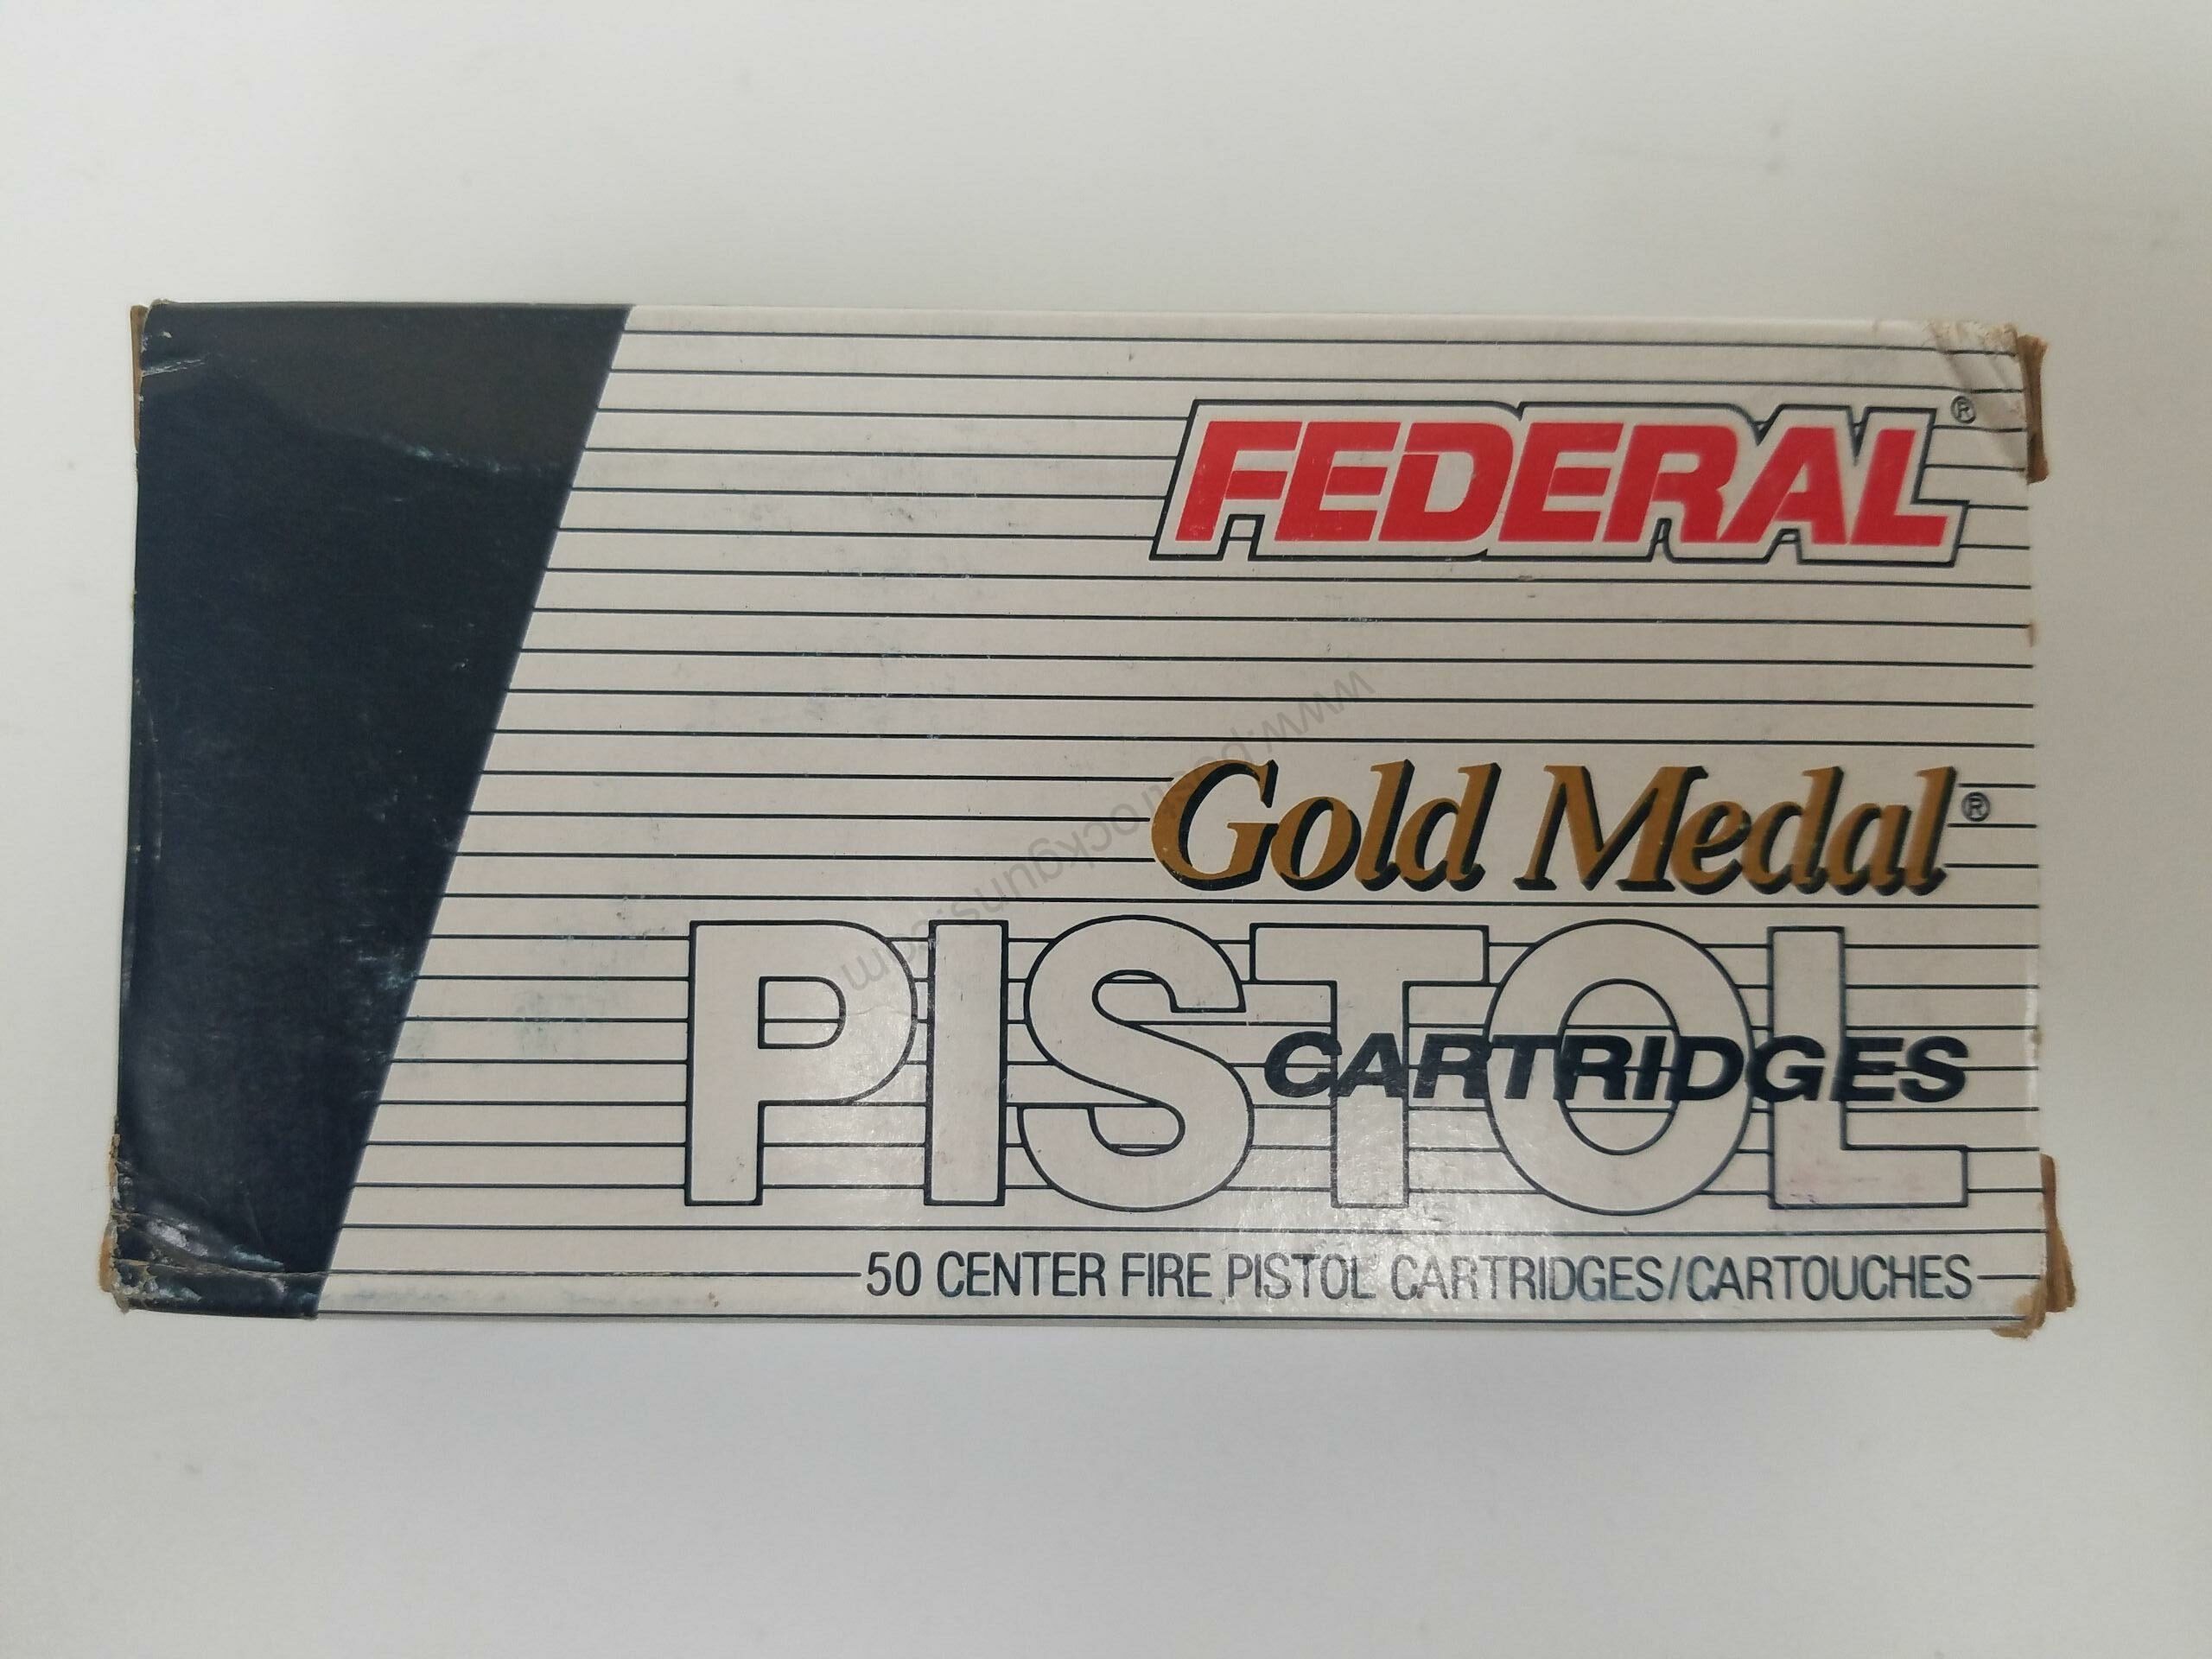 FEDERAL®
Gold Medal®
PISTOL
CARTRIDGES
50 CENTER FIRE PISTOL CARTRIDGES/CARTOUCHES